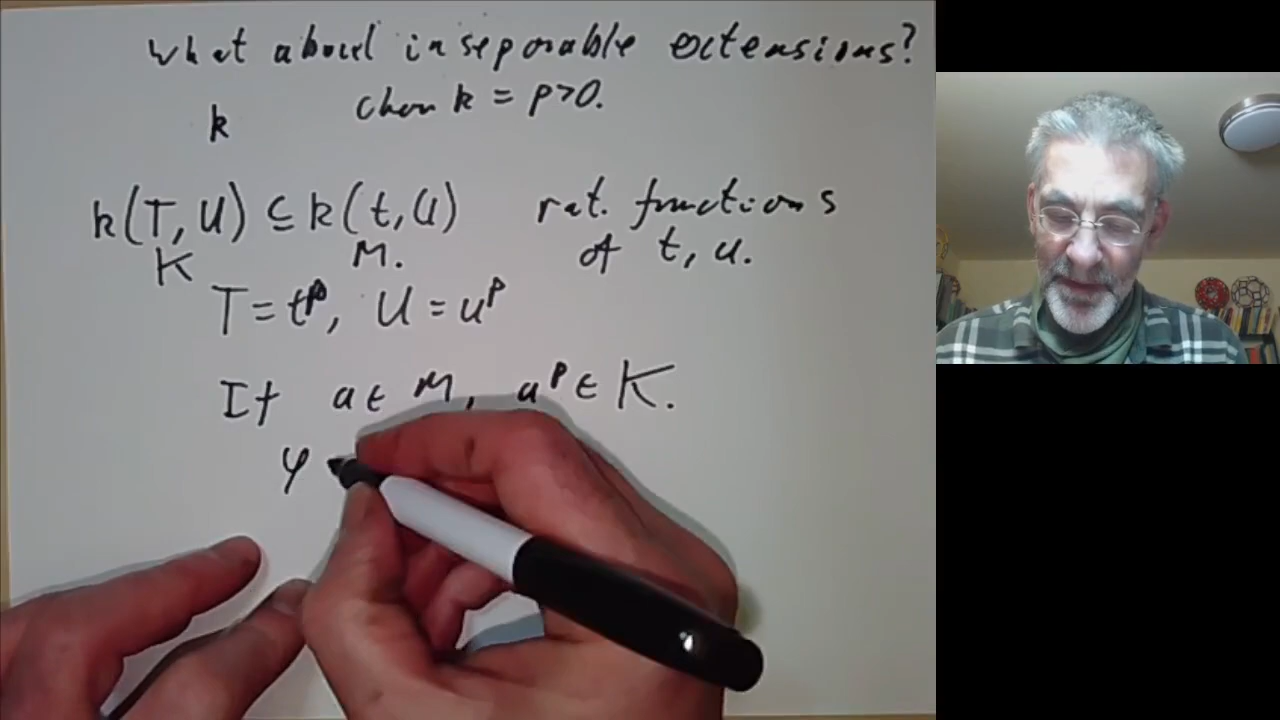 what about inseparable extensions?
k char k = p>0.
k(T,U) ⊆ k(t,u) rat. functions
K M. of t, u.
T = t^p, U = u^p
If a ∈ M, a^p ∈ K.
φ